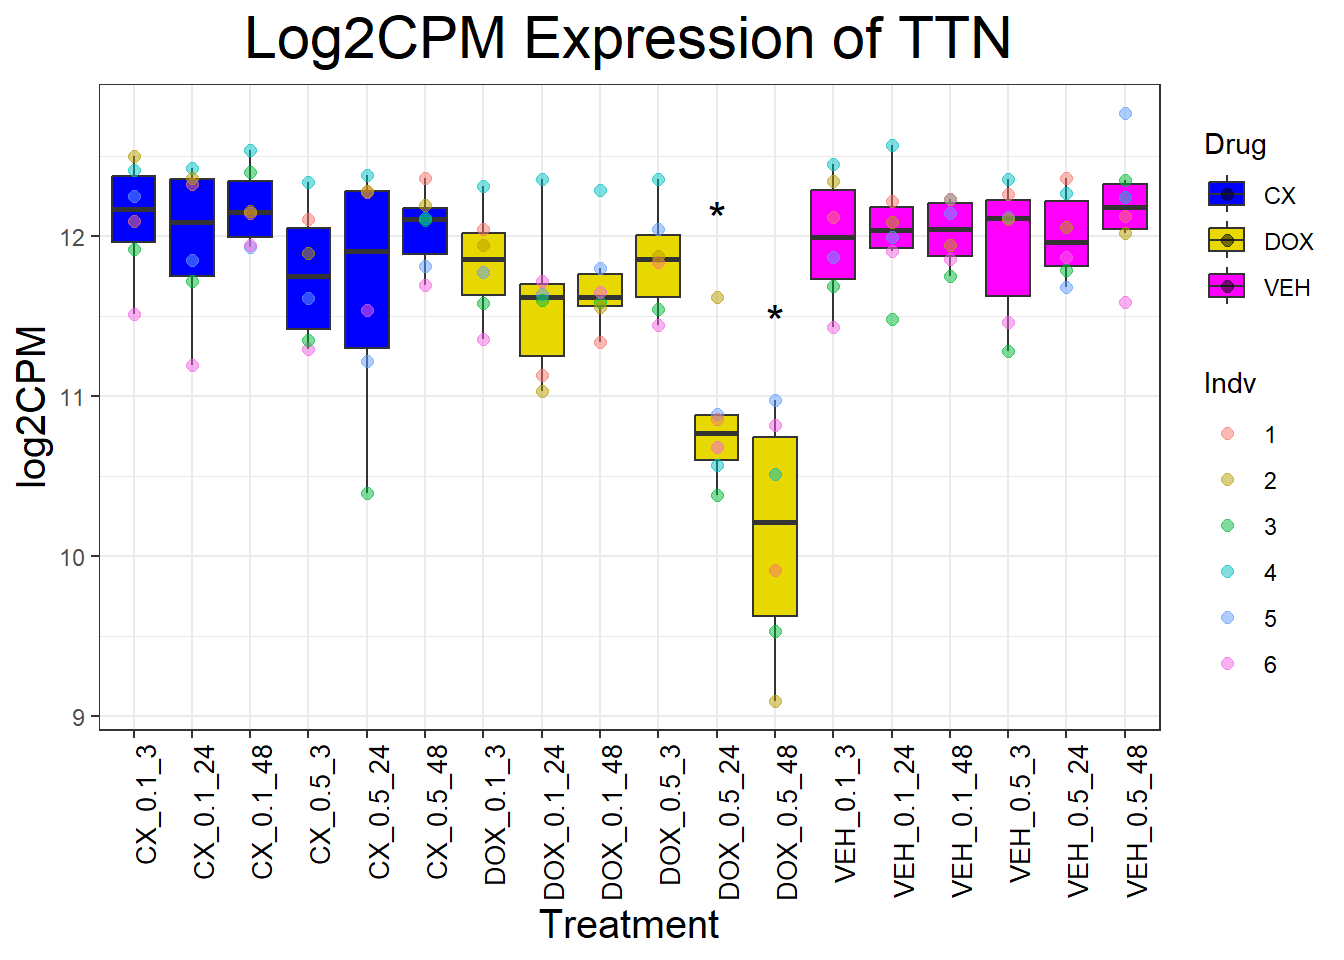 Log2CPM Expression of TTN
log2CPM
12
11
10
9
*
*
CX_0.1_3
CX_0.1_24
CX_0.1_48
CX_0.5_3
CX_0.5_24
CX_0.5_48
DOX_0.1_3
DOX_0.1_24
DOX_0.1_48
DOX_0.5_3
DOX_0.5_24
DOX_0.5_48
VEH_0.1_3
VEH_0.1_24
VEH_0.1_48
VEH_0.5_3
VEH_0.5_24
VEH_0.5_48
Treatment
Drug
CX
DOX
VEH
Indv
1
2
3
4
5
6